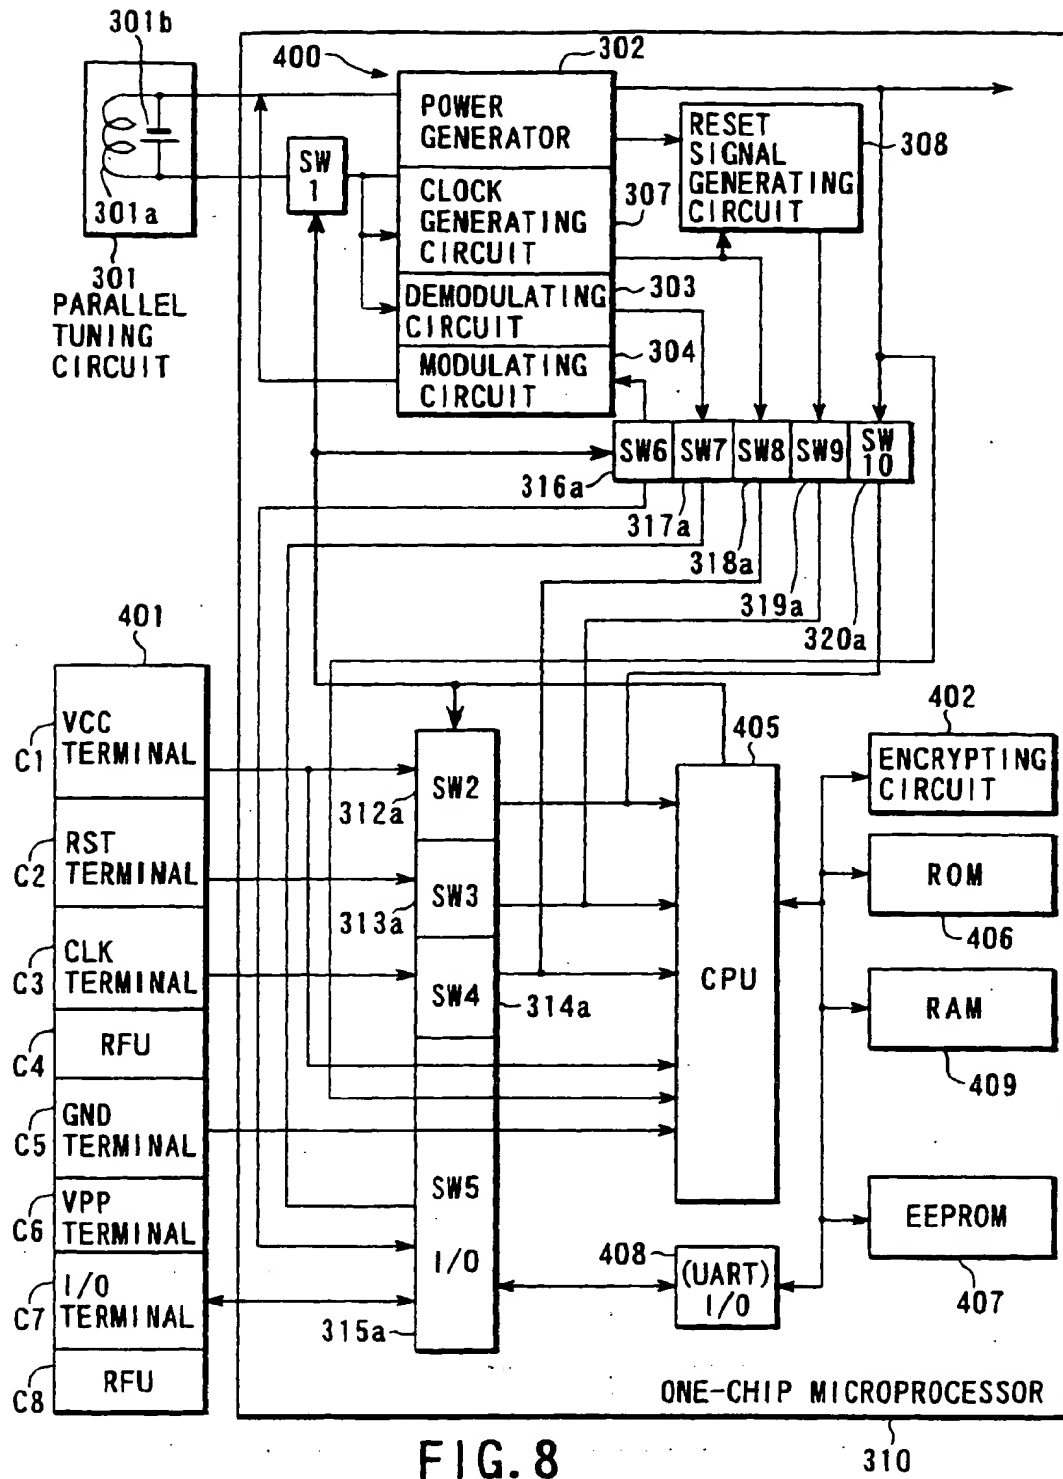 301b
400
302
POWER
GENERATOR
RESET
SIGNAL
GENERATING
CIRCUIT
308
SW
1
301a
CLOCK
GENERATING
CIRCUIT
307
301
PARALLEL
TUNING
CIRCUIT
DEMODULATING
CIRCUIT
303
MODULATING
CIRCUIT
304
SW6
SW7
SW8
SW9
SW
10
316a
317a
318a
319a
320a
401
VCC
TERMINAL
C1
RST
TERMINAL
C2
CLK
TERMINAL
C3
RFU
C4
GND
TERMINAL
C5
VPP
TERMINAL
C6
I/O
TERMINAL
C7
RFU
C8
SW2
312a
SW3
313a
SW4
314a
SW5
I/O
315a
405
CPU
402
ENCRYPTING
CIRCUIT
ROM
406
RAM
409
EEPROM
407
408
(UART)
I/O
ONE-CHIP MICROPROCESSOR
310
FIG. 8